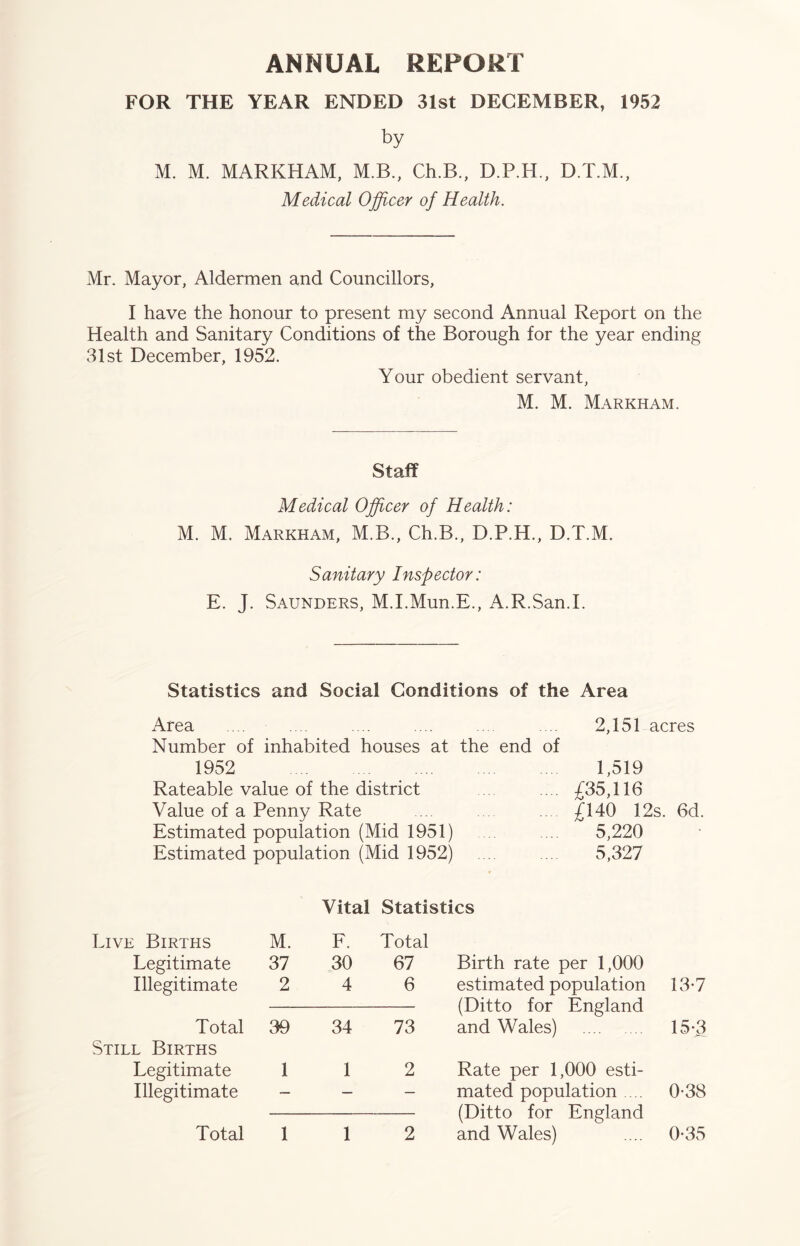 ANNUAL REPORT
FOR THE YEAR ENDED 31st DECEMBER, 1952
by
M. M. MARKHAM, M.B., Ch.B., D.P.H., D.T.M.,
Medical Officer of Health.
Mr. Mayor, Aldermen and Councillors,
I have the honour to present my second Annual Report on the
Health and Sanitary Conditions of the Borough for the year ending
31st December, 1952.
Your obedient servant,
M. M. MARKHAM.
Staff
Medical Officer of Health:
M. M. MARKHAM, M.B., Ch.B., D.P.H., D.T.M.
Sanitary Inspector:
E. J. SAUNDERS, M.I.Mun.E., A.R.San.I.
Statistics and Social Conditions of the Area
Area .... .... .... .... .... .... 2,151 acres
Number of inhabited houses at the end of
1952 .... .... .... .... .... 1,519
Rateable value of the district .... .... £35,116
Value of a Penny Rate .... .... .... £140 12s. 6d.
Estimated population (Mid 1951) .... .... 5,220
Estimated population (Mid 1952) .... .... 5,327
Vital Statistics
LIVE BIRTHS M. F. Total
Legitimate 37 30 67 Birth rate per 1,000
Illegitimate 2 4 6 estimated population 13·7
(Ditto for England
Total 39 34 73 and Wales) .... .... 15·3
STILL BIRTHS
Legitimate 1 1 2 Rate per 1,000 esti-
Illegitimate – – – mated population .... 0·38
(Ditto for England
Total 1 1 2 and Wales) .... 0·35